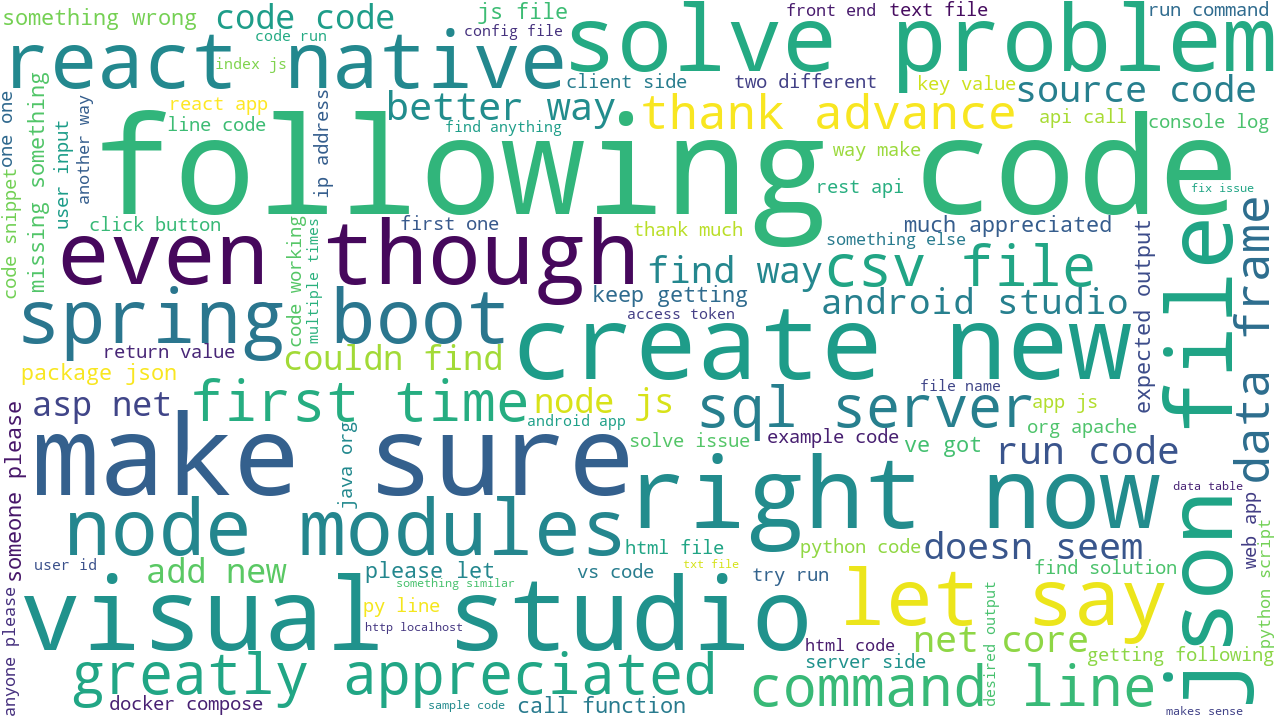 something wrong
code code
js file
front end
text file
run command
code run
config file
solve problem
react native
index js
client side
two different
key value
source code
react app
better way
thank advance
api call
console log
line code
find anything
following code
way make
rest api
fix issue
code snippet
one one
missing something
user input
another way
ip address
click button
first one
thank much
much appreciated
even though
something else
code working
multiple times
find way
csv file
expected output
data frame
json file
spring boot
keep getting
android studio
access token
create new
return value
couldn find
package json
file name
asp net
first time
node js
sql server
app js
android app
org apache
make sure
java org
solve issue
example code
ve got
run code
right now
data table
node modules
someone please
anyone please
html file
python code
doesn seem
web app
python script
user id
add new
please let
vs code
txt file
try run
find solution
something similar
visual studio
py line
let say
desired output
http localhost
html code
net core
server side
getting following
greatly appreciated
command line
docker compose
sample code
call function
makes sense